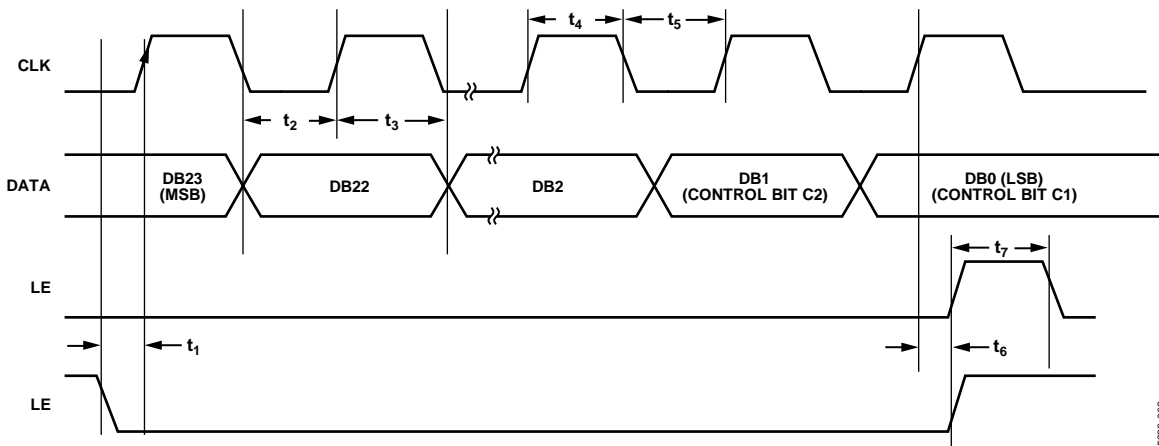 t4
t5
CLK
t2
t3
DB23
(MSB)
DB22
DB2
DB1
(CONTROL BIT C2)
DB0 (LSB)
(CONTROL BIT C1)
DATA
t7
LE
t1
t6
LE